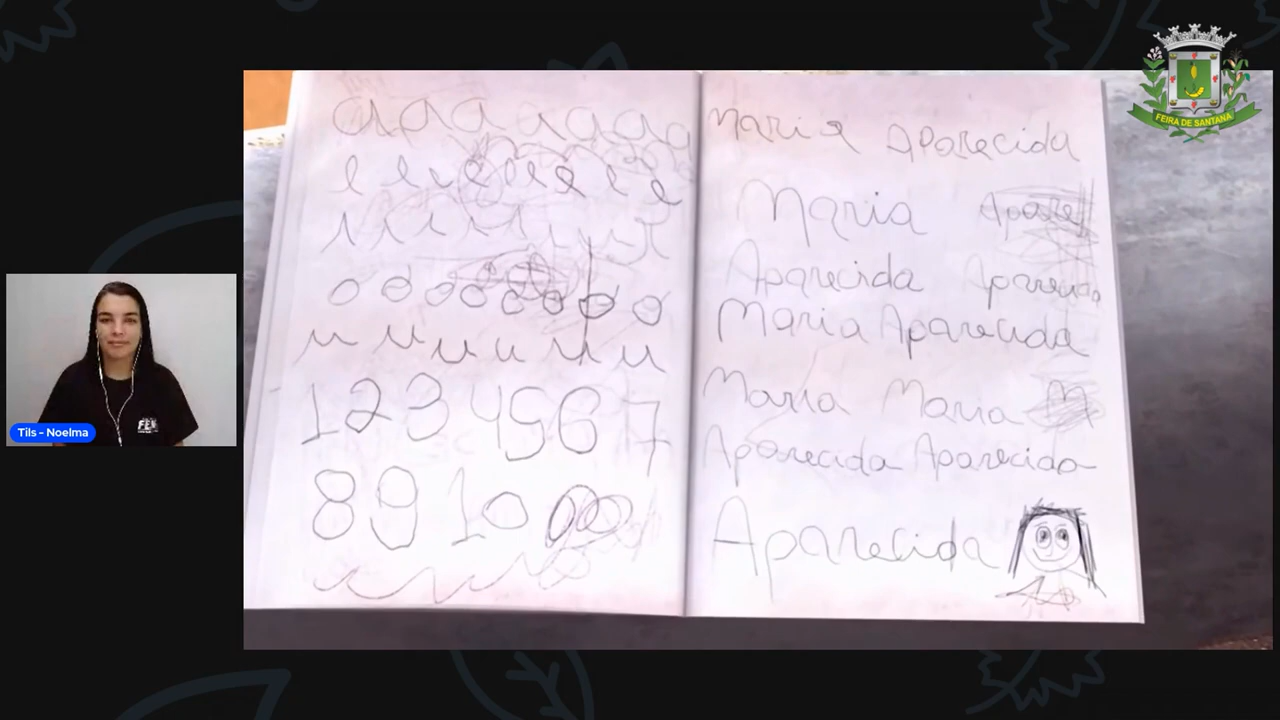 a a a a a a a a
e e e e e e e e e
i i i i i i i i i
o o o o o o o o
u u u u u u
1 2 3 4 5 6 7
8 9 10
Maria Aparecida
Maria
Aparecida Aparecida
Maria Aparecida
Maria Maria M
Aparecida Aparecida
Aparecida
FEIRA DE SANTANA
Tils - Noelma